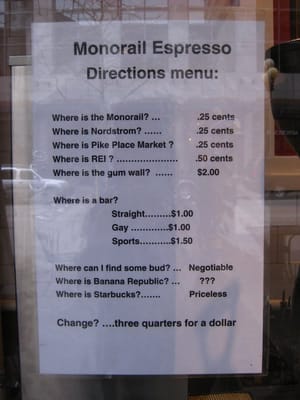 Monorail Espresso
Directions menu:
Where is the Monorail? ... .25 cents
Where is Nordstrom? ...... .25 cents
Where is Pike Place Market ? .25 cents
Where is REI ? ..................... .50 cents
Where is the gum wall? ...... $2.00
Where is a bar?
Straight.........$1.00
Gay .............$1.00
Sports...........$1.50
Where can I find some bud? ... Negotiable
Where is Banana Republic? ... ???
Where is Starbucks?....... Priceless
Change? ....three quarters for a dollar